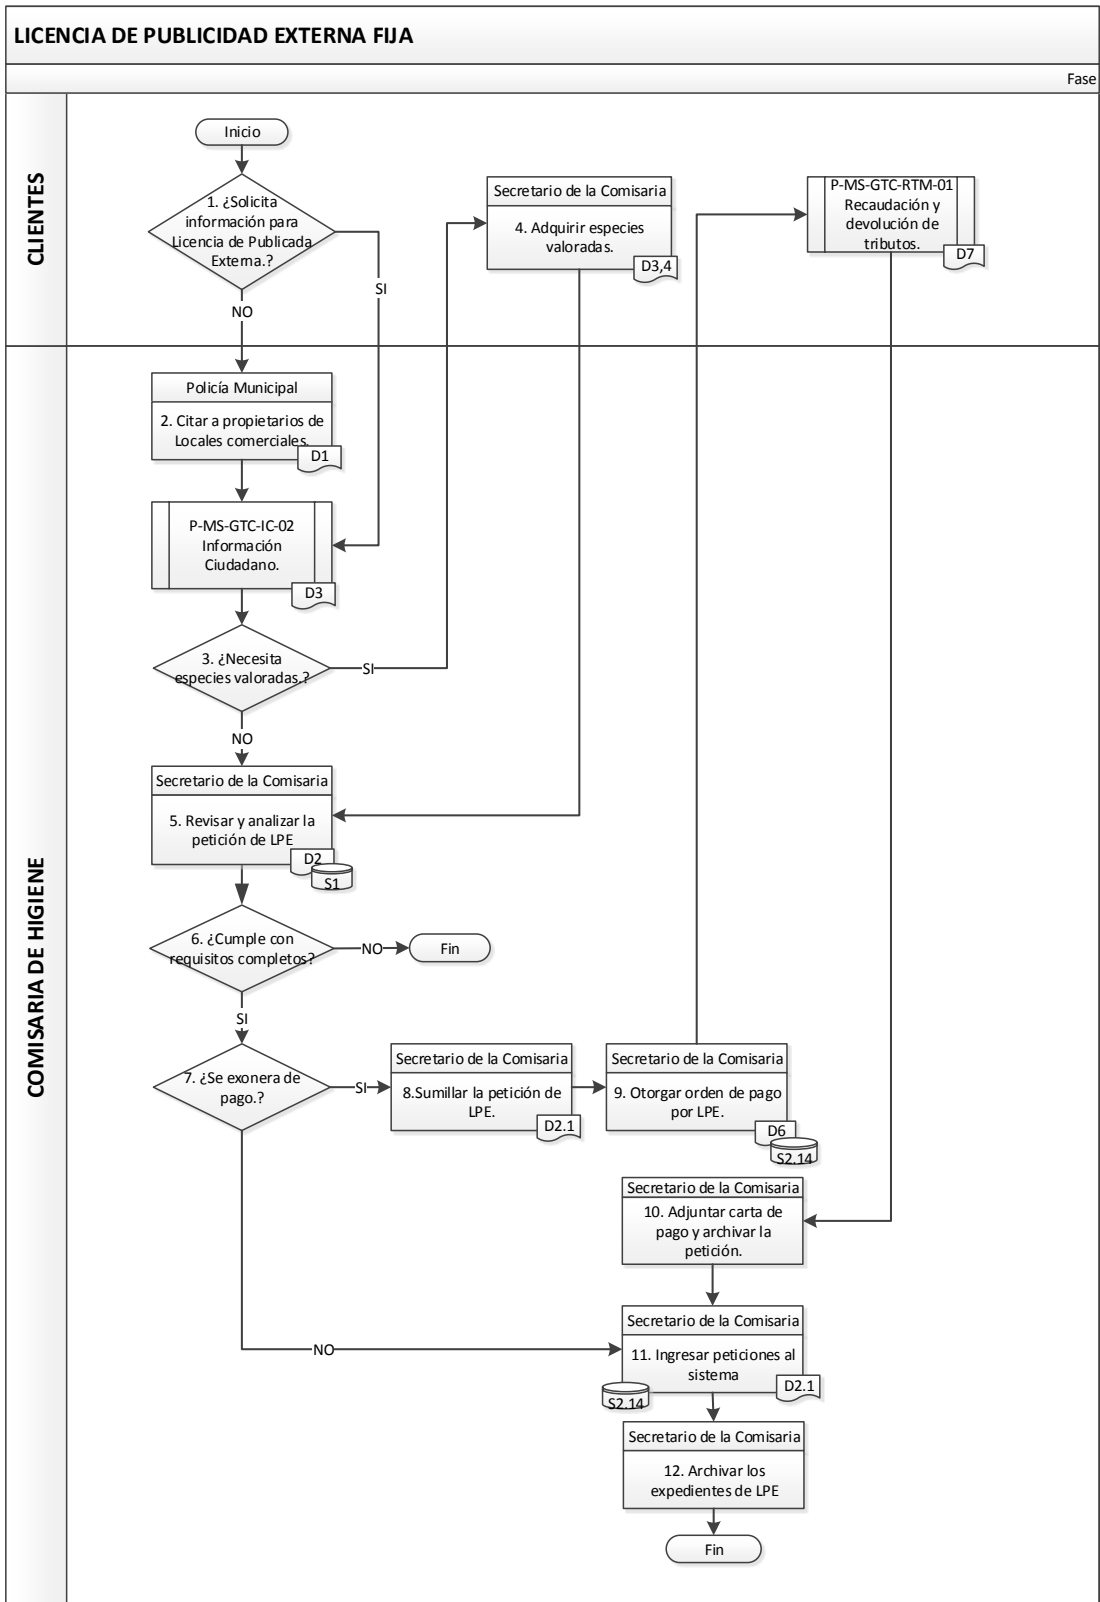 LICENCIA DE PUBLICIDAD EXTERNA FIJA
Fase
CLIENTES
Inicio
1. ¿Solicita
información para
Licencia de Publicada
Externa.?
SI
NO
Secretario de la Comisaria
4. Adquirir especies
valoradas.
D3,4
P-MS-GTC-RTM-01
Recaudación y
devolución de
tributos.
D7
COMISARIA DE HIGIENE
Policía Municipal
2. Citar a propietarios de
Locales comerciales.
D1
P-MS-GTC-IC-02
Información
Ciudadano.
D3
3. ¿Necesita
especies valoradas.?
SI
NO
Secretario de la Comisaria
5. Revisar y analizar la
petición de LPE
D2
S1
6. ¿Cumple con
requisitos completos?
NO
Fin
SI
7. ¿Se exonera de
pago.?
SI
Secretario de la Comisaria
8.Sumillar la petición de
LPE.
D2.1
Secretario de la Comisaria
9. Otorgar orden de pago
por LPE.
D6
S2.14
Secretario de la Comisaria
10. Adjuntar carta de
pago y archivar la
petición.
NO
Secretario de la Comisaria
11. Ingresar peticiones al
sistema
S2.14
D2.1
Secretario de la Comisaria
12. Archivar los
expedientes de LPE
Fin